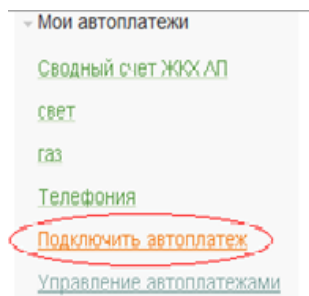 Мои автоплатежи
Сводный счет ЖКХ АП
свет
газ
Телефония
Подключить автоплатеж
Управление автоплатежами